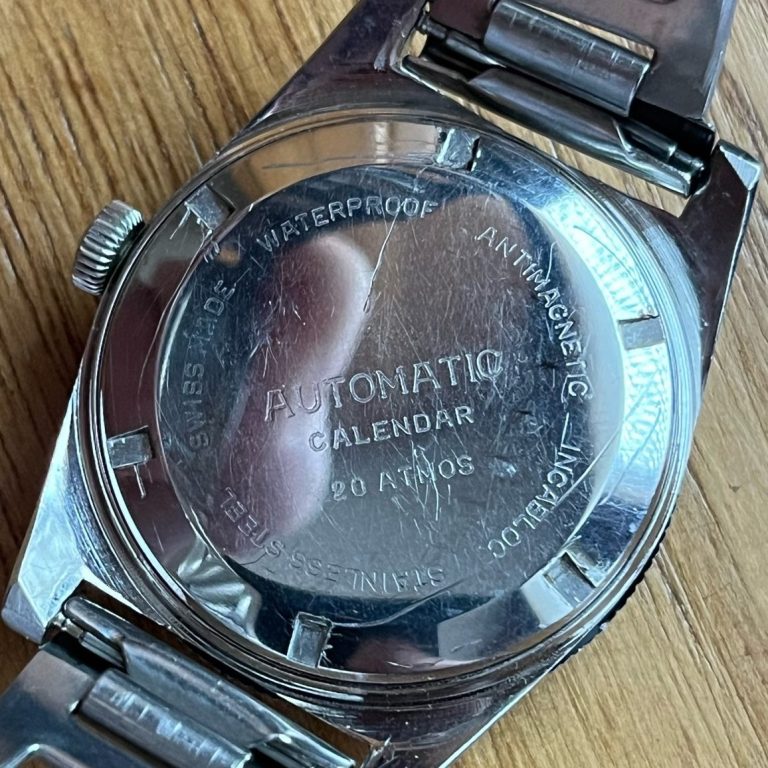 WATERPROOF
ANTIMAGNETIC — INCABLOC
STAINLESS STEEL
SWISS MADE —
AUTOMATIC
CALENDAR
20 ATMOS